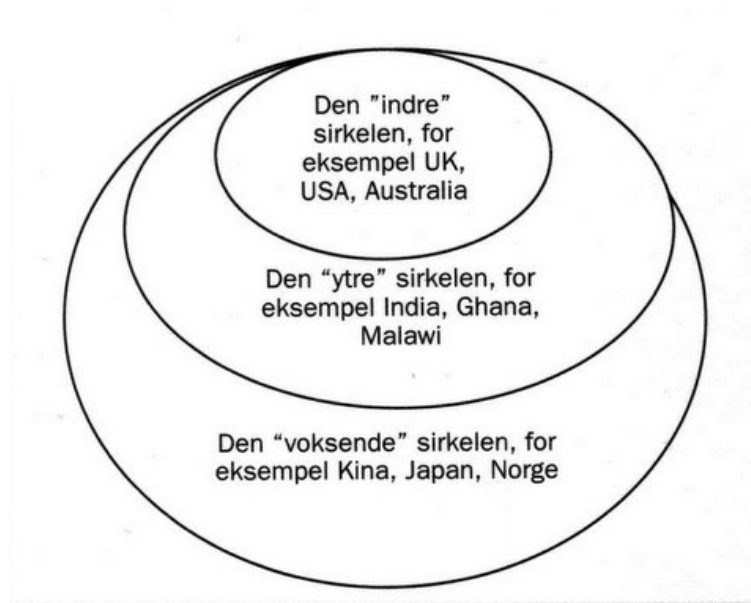 Den "indre"
sirkelen, for
eksempel UK,
USA, Australia
Den "ytre" sirkelen, for
eksempel India, Ghana,
Malawi
Den "voksende" sirkelen, for
eksempel Kina, Japan, Norge